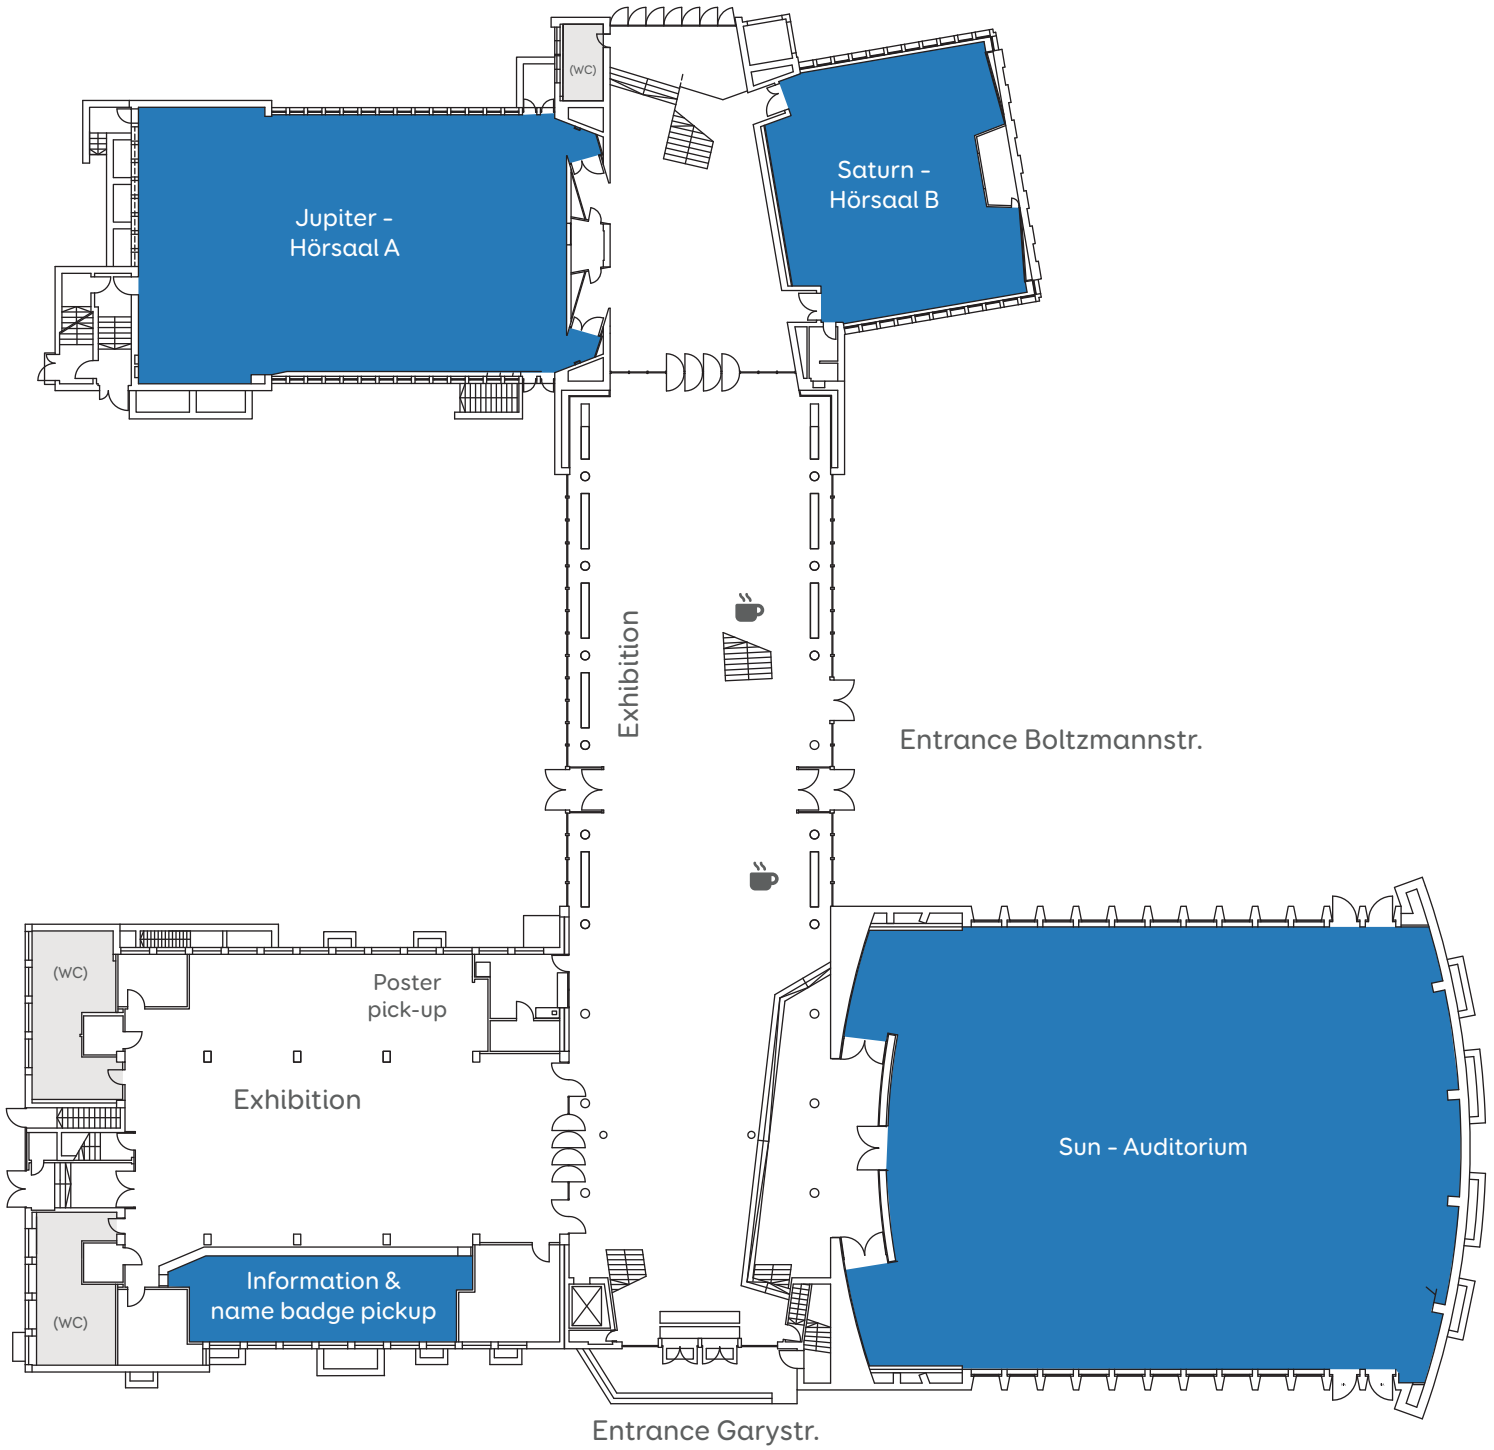 (WC)
Saturn –
Hörsaal B
Jupiter –
Hörsaal A
Exhibition
Entrance Boltzmannstr.
(WC)
Poster
pick-up
Exhibition
Sun – Auditorium
Information &
name badge pickup
(WC)
Entrance Garystr.